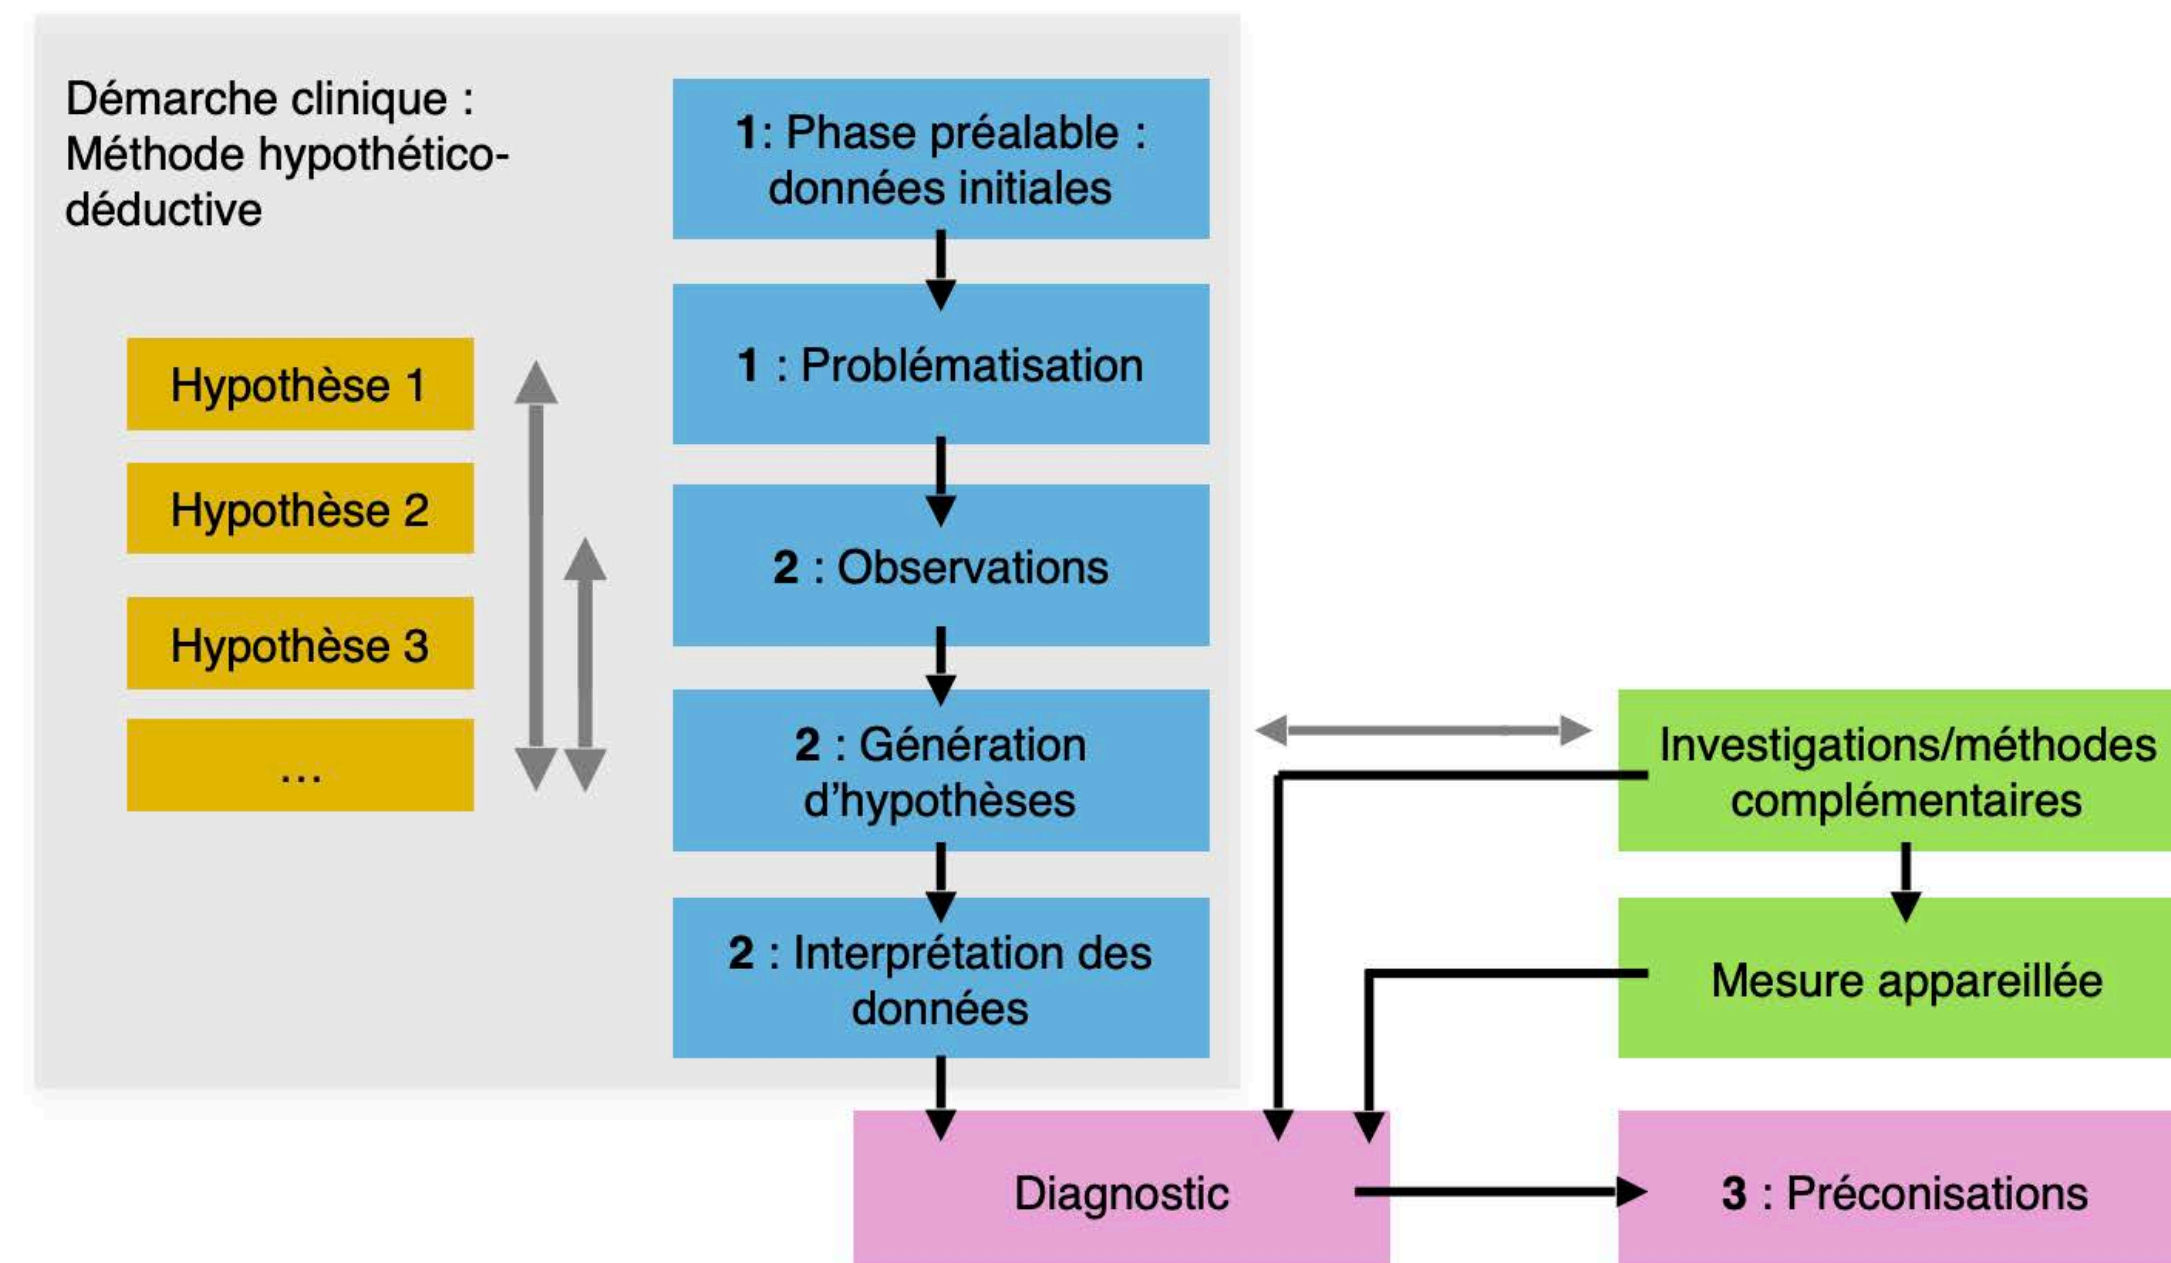 Démarche clinique :
Méthode hypothético-
déductive
1: Phase préalable :
données initiales
1 : Problématisation
Hypothèse 1
Hypothèse 2
Hypothèse 3
...
2 : Observations
2 : Génération
d'hypothèses
2 : Interprétation des
données
Investigations/méthodes
complémentaires
Mesure appareillée
Diagnostic
3 : Préconisations